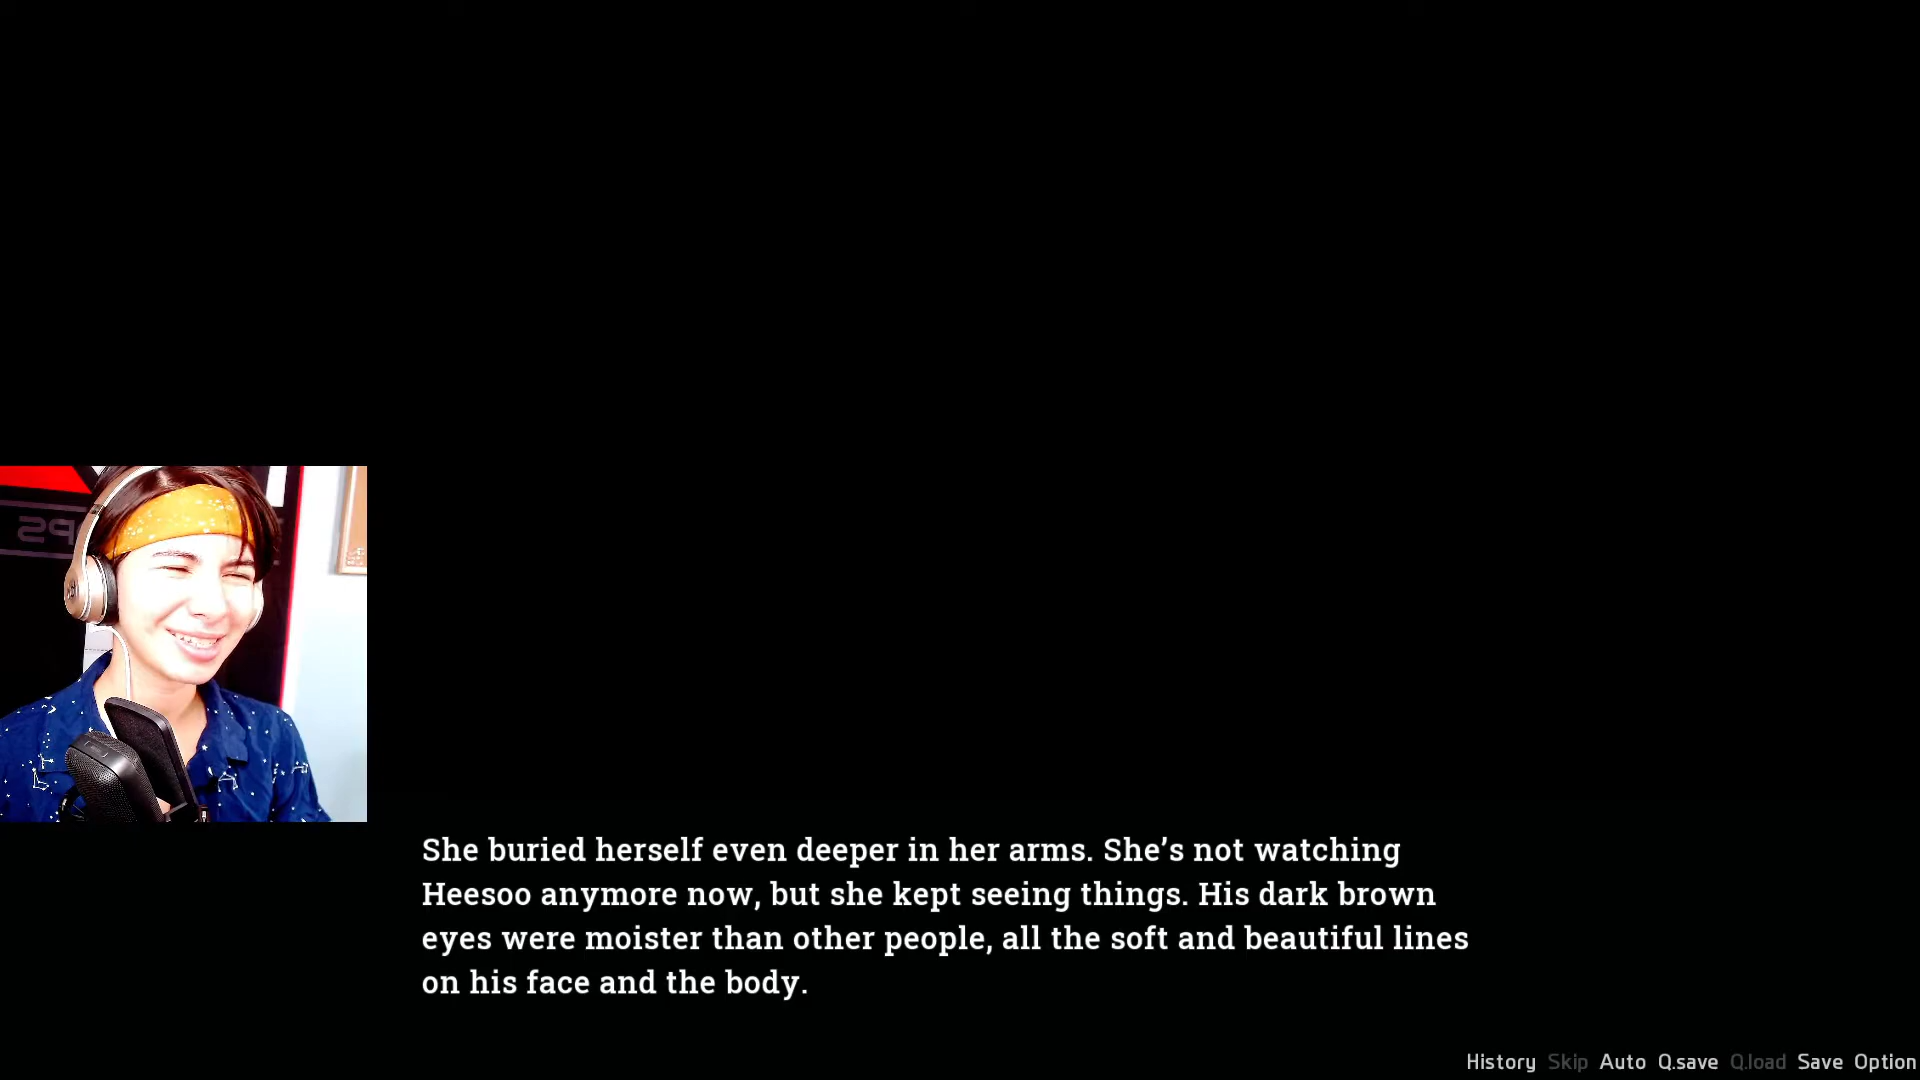 She buried herself even deeper in her arms. She’s not watching
Heesoo anymore now, but she kept seeing things. His dark brown
eyes were moister than other people, all the soft and beautiful lines
on his face and the body.
History Skip Auto Q.save Q.load Save Option